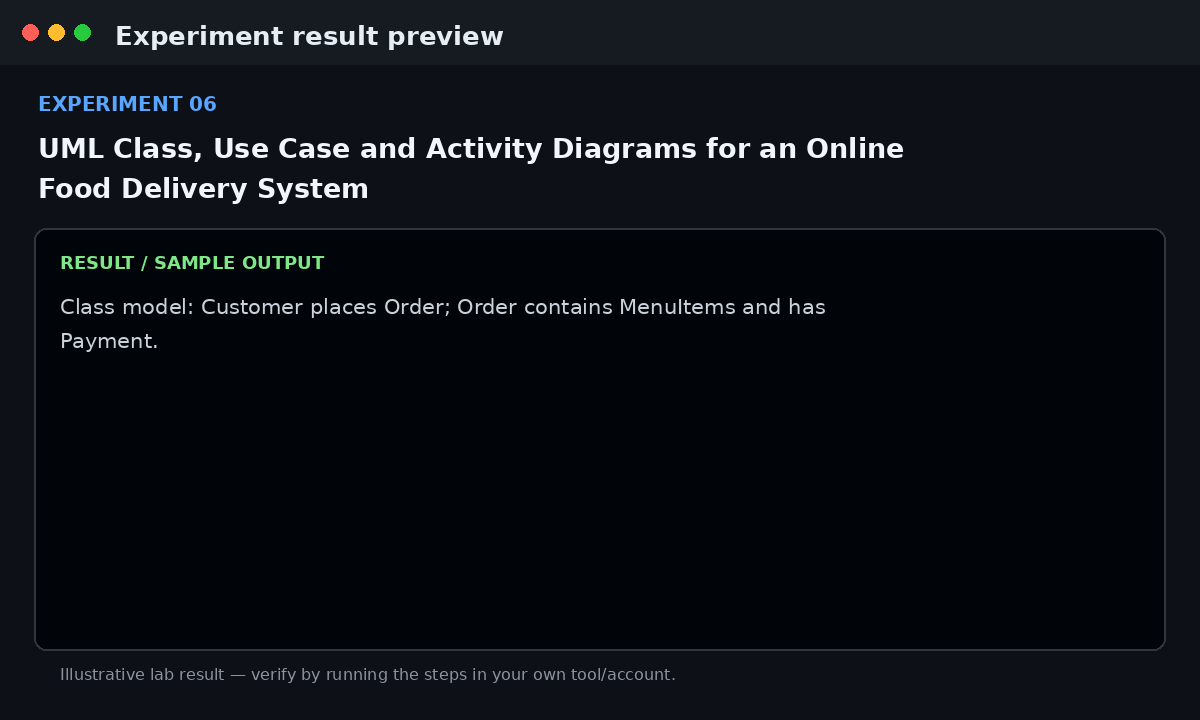 Experiment result preview
EXPERIMENT 06
UML Class, Use Case and Activity Diagrams for an Online
Food Delivery System
RESULT / SAMPLE OUTPUT
Class model: Customer places Order; Order contains MenuItems and has
Payment.
Illustrative lab result — verify by running the steps in your own tool/account.